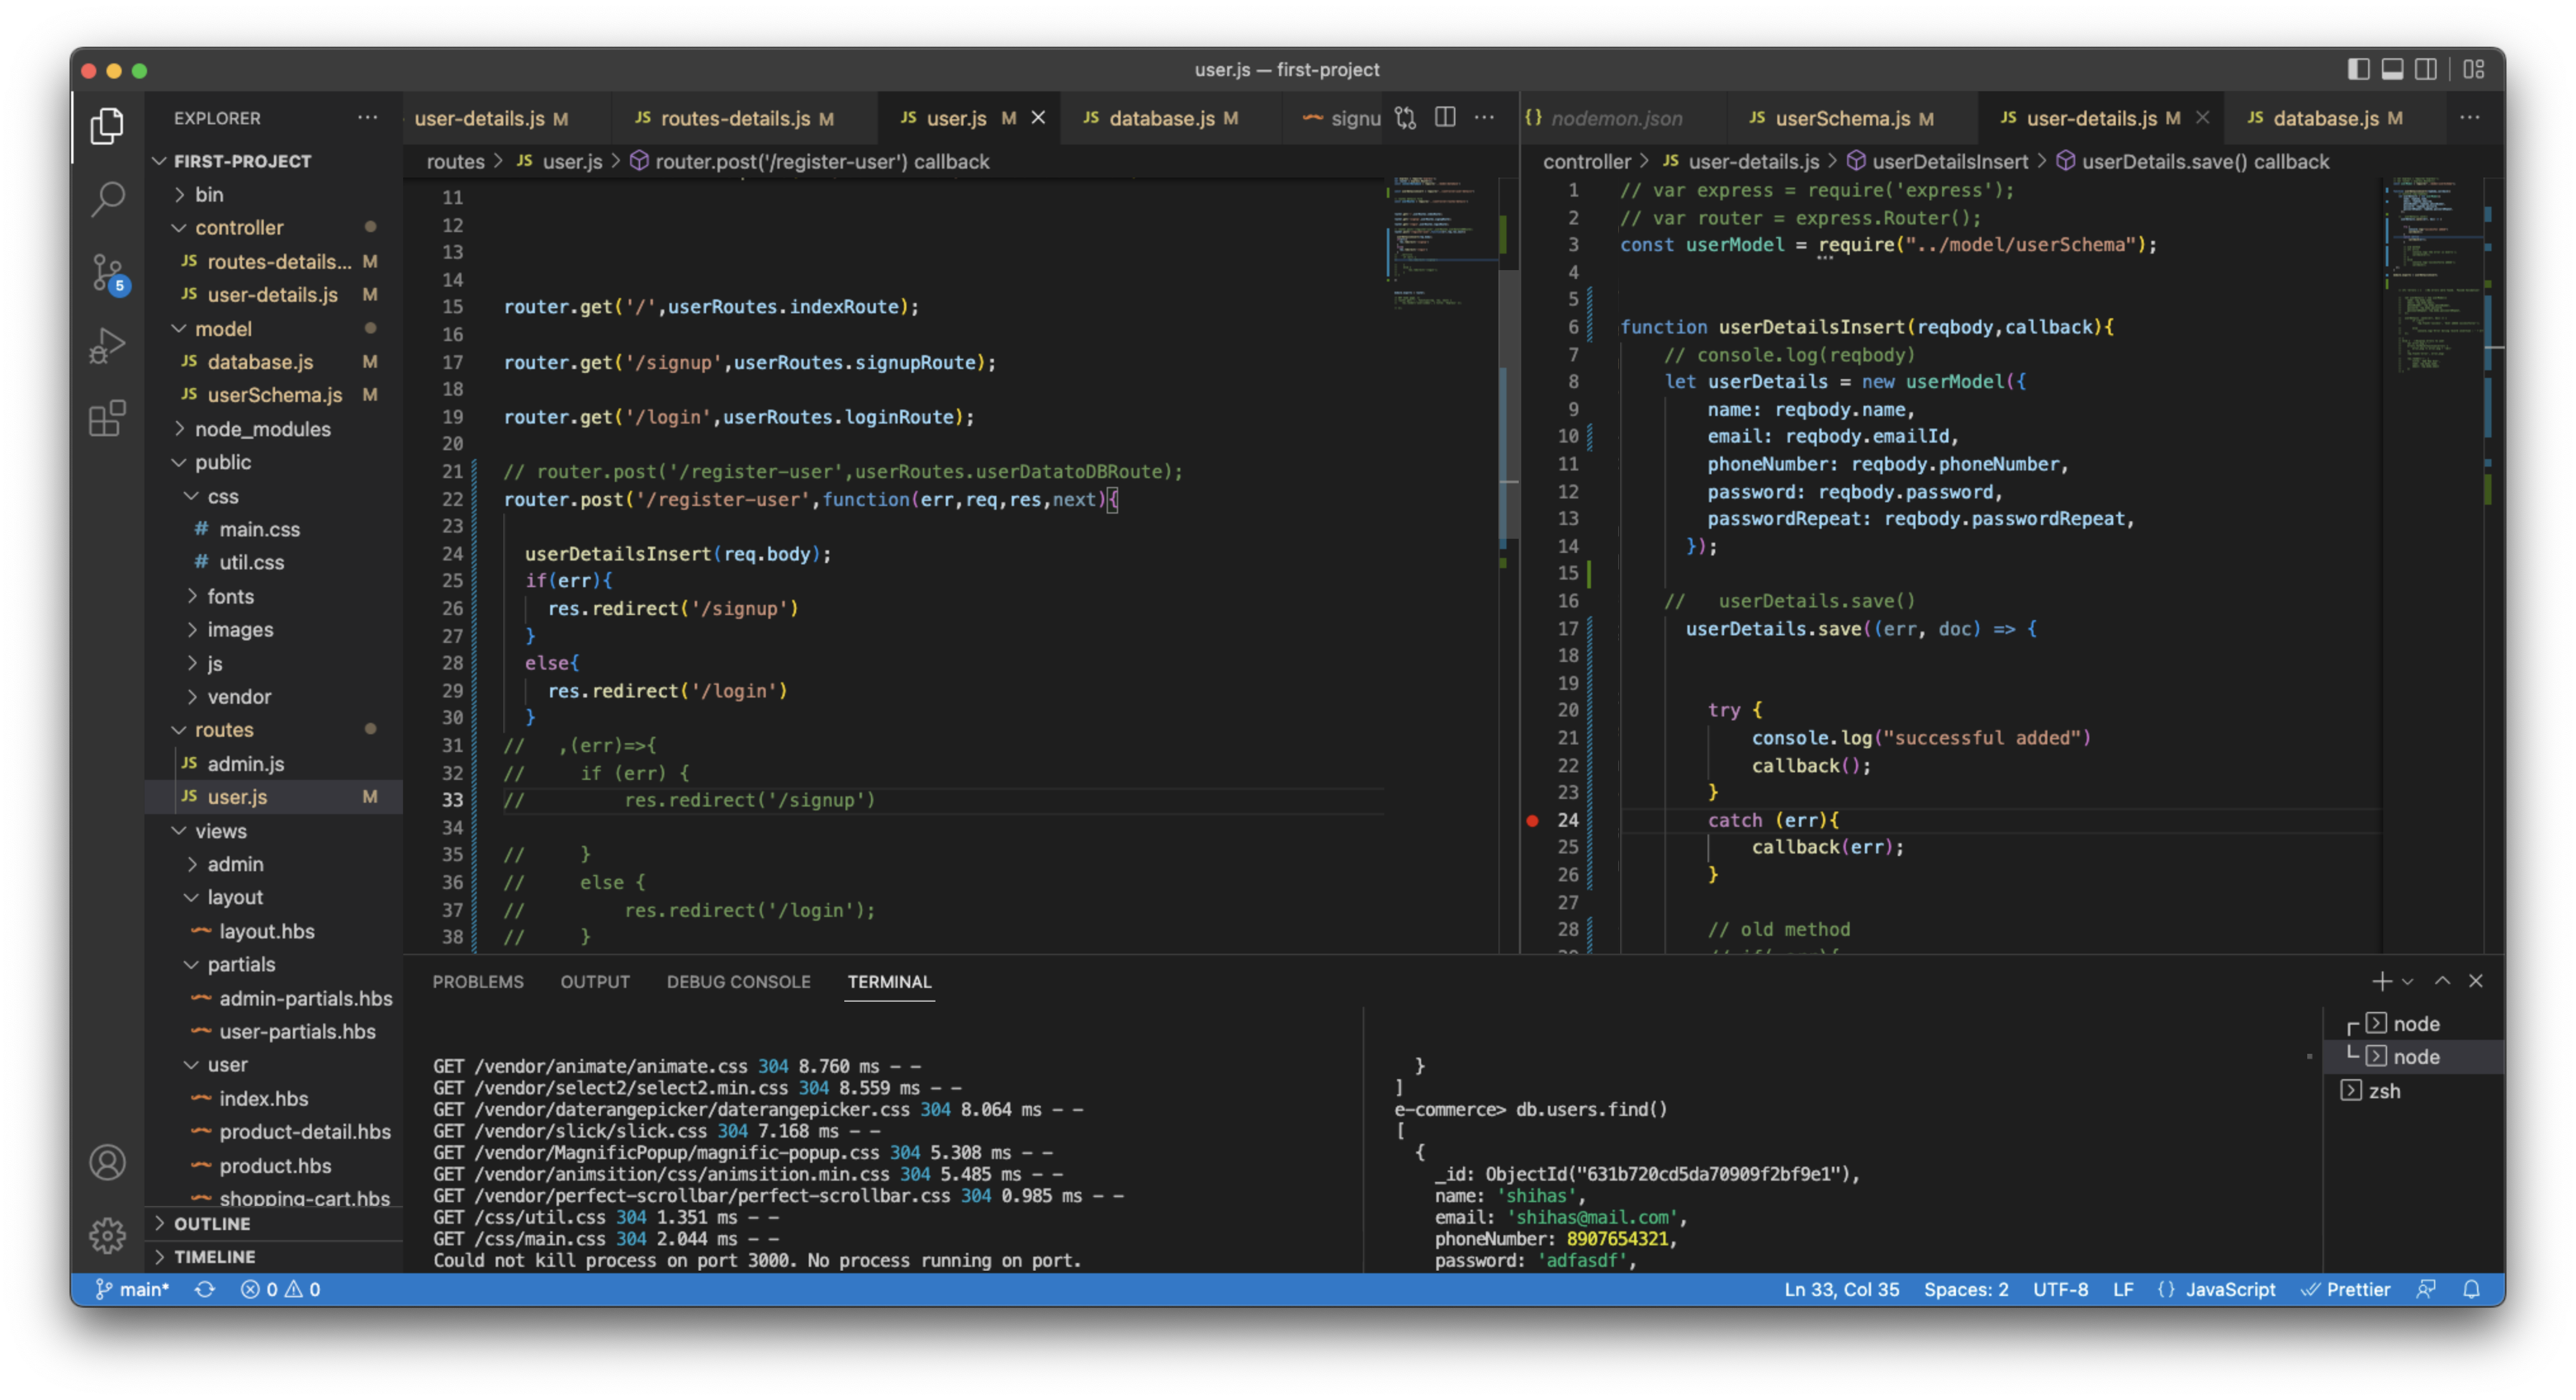 user.js — first-project
EXPLORER
FIRST-PROJECT
bin
controller
routes-details... M
user-details.js M
model
database.js M
userSchema.js M
node_modules
public
css
main.css
util.css
fonts
images
js
vendor
routes
admin.js
user.js M
views
admin
layout
layout.hbs
partials
admin-partials.hbs
user-partials.hbs
user
index.hbs
product-detail.hbs
product.hbs
shopping-cart.hbs
OUTLINE
TIMELINE
5
user-details.js M
JS routes-details.js M
JS user.js M
JS database.js M
signu
routes > JS user.js > router.post('/register-user') callback
11
12
13
14
15 router.get('/',userRoutes.indexRoute);
16
17 router.get('/signup',userRoutes.signupRoute);
18
19 router.get('/login',userRoutes.loginRoute);
20
21 // router.post('/register-user',userRoutes.userDatatoDBRoute);
22 router.post('/register-user',function(err,req,res,next){
23
24 userDetailsInsert(req.body);
25 if(err){
26 res.redirect('/signup')
27 }
28 else{
29 res.redirect('/login')
30 }
31 // ,(err)=>{
32 // if (err) {
33 // res.redirect('/signup')
34
35 // }
36 // else {
37 // res.redirect('/login');
38 // }
{} nodemon.json
JS userSchema.js M
JS user-details.js M
JS database.js M
controller > JS user-details.js > userDetailsInsert > userDetails.save() callback
1 // var express = require('express');
2 // var router = express.Router();
3 const userModel = require("../model/userSchema");
4
5
6 function userDetailsInsert(reqbody,callback){
7 // console.log(reqbody)
8 let userDetails = new userModel({
9 name: reqbody.name,
10 email: reqbody.emailId,
11 phoneNumber: reqbody.phoneNumber,
12 password: reqbody.password,
13 passwordRepeat: reqbody.passwordRepeat,
14 });
15
16 // userDetails.save()
17 userDetails.save((err, doc) => {
18
19
20 try {
21 console.log("successful added")
22 callback();
23 }
24 catch (err){
25 callback(err);
26 }
27
28 // old method
PROBLEMS OUTPUT DEBUG CONSOLE TERMINAL
GET /vendor/animate/animate.css 304 8.760 ms - -
GET /vendor/select2/select2.min.css 304 8.559 ms - -
GET /vendor/daterangepicker/daterangepicker.css 304 8.064 ms - -
GET /vendor/slick/slick.css 304 7.168 ms - -
GET /vendor/MagnificPopup/magnific-popup.css 304 5.308 ms - -
GET /vendor/animsition/css/animsition.min.css 304 5.485 ms - -
GET /vendor/perfect-scrollbar/perfect-scrollbar.css 304 0.985 ms - -
GET /css/util.css 304 1.351 ms - -
GET /css/main.css 304 2.044 ms - -
Could not kill process on port 3000. No process running on port.
}
]
e-commerce> db.users.find()
[
{
_id: ObjectId("631b720cd5da70909f2bf9e1"),
name: 'shihas',
email: 'shihas@mail.com',
phoneNumber: 8907654321,
password: 'adfasdf',
node
node
zsh
main* 0 0
Ln 33, Col 35 Spaces: 2 UTF-8 LF {} JavaScript Prettier